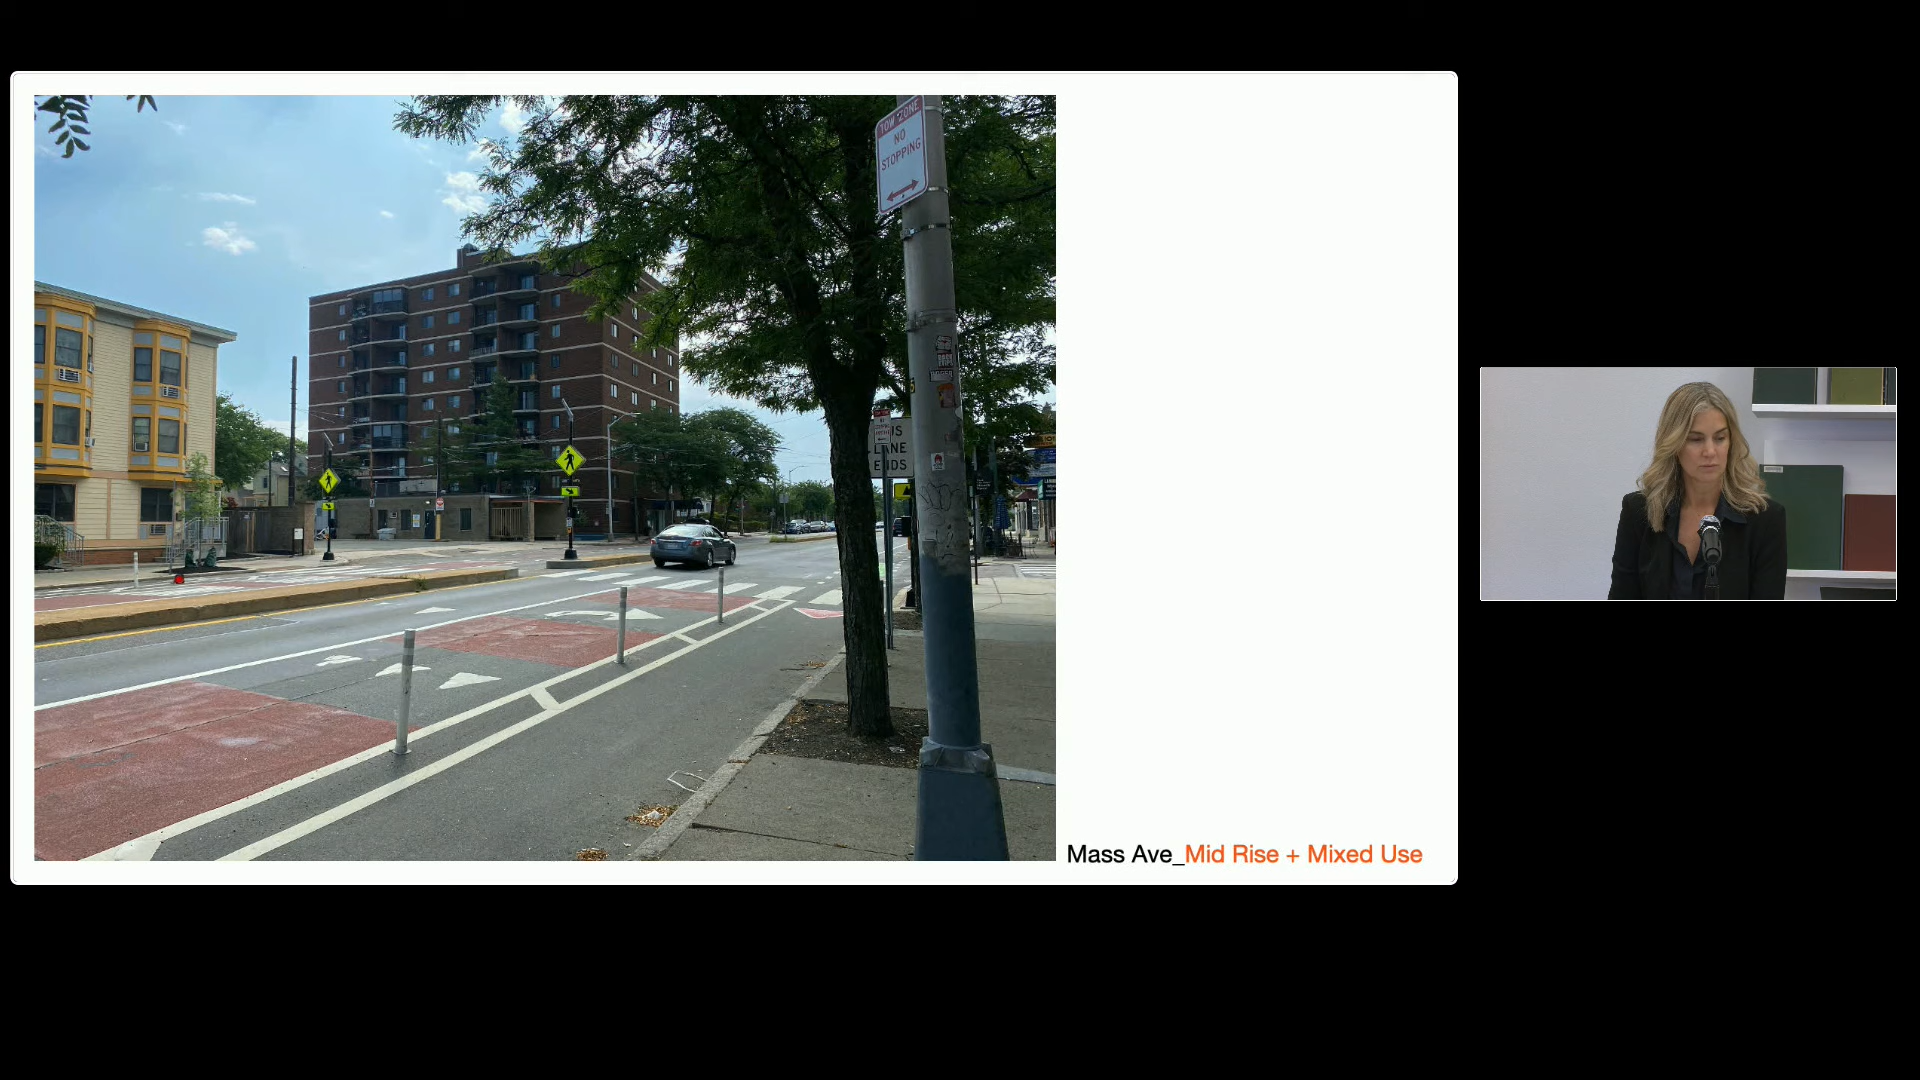 TOW ZONE
NO
STOPPING
LANE
ENDS
Mass Ave_Mid Rise + Mixed Use